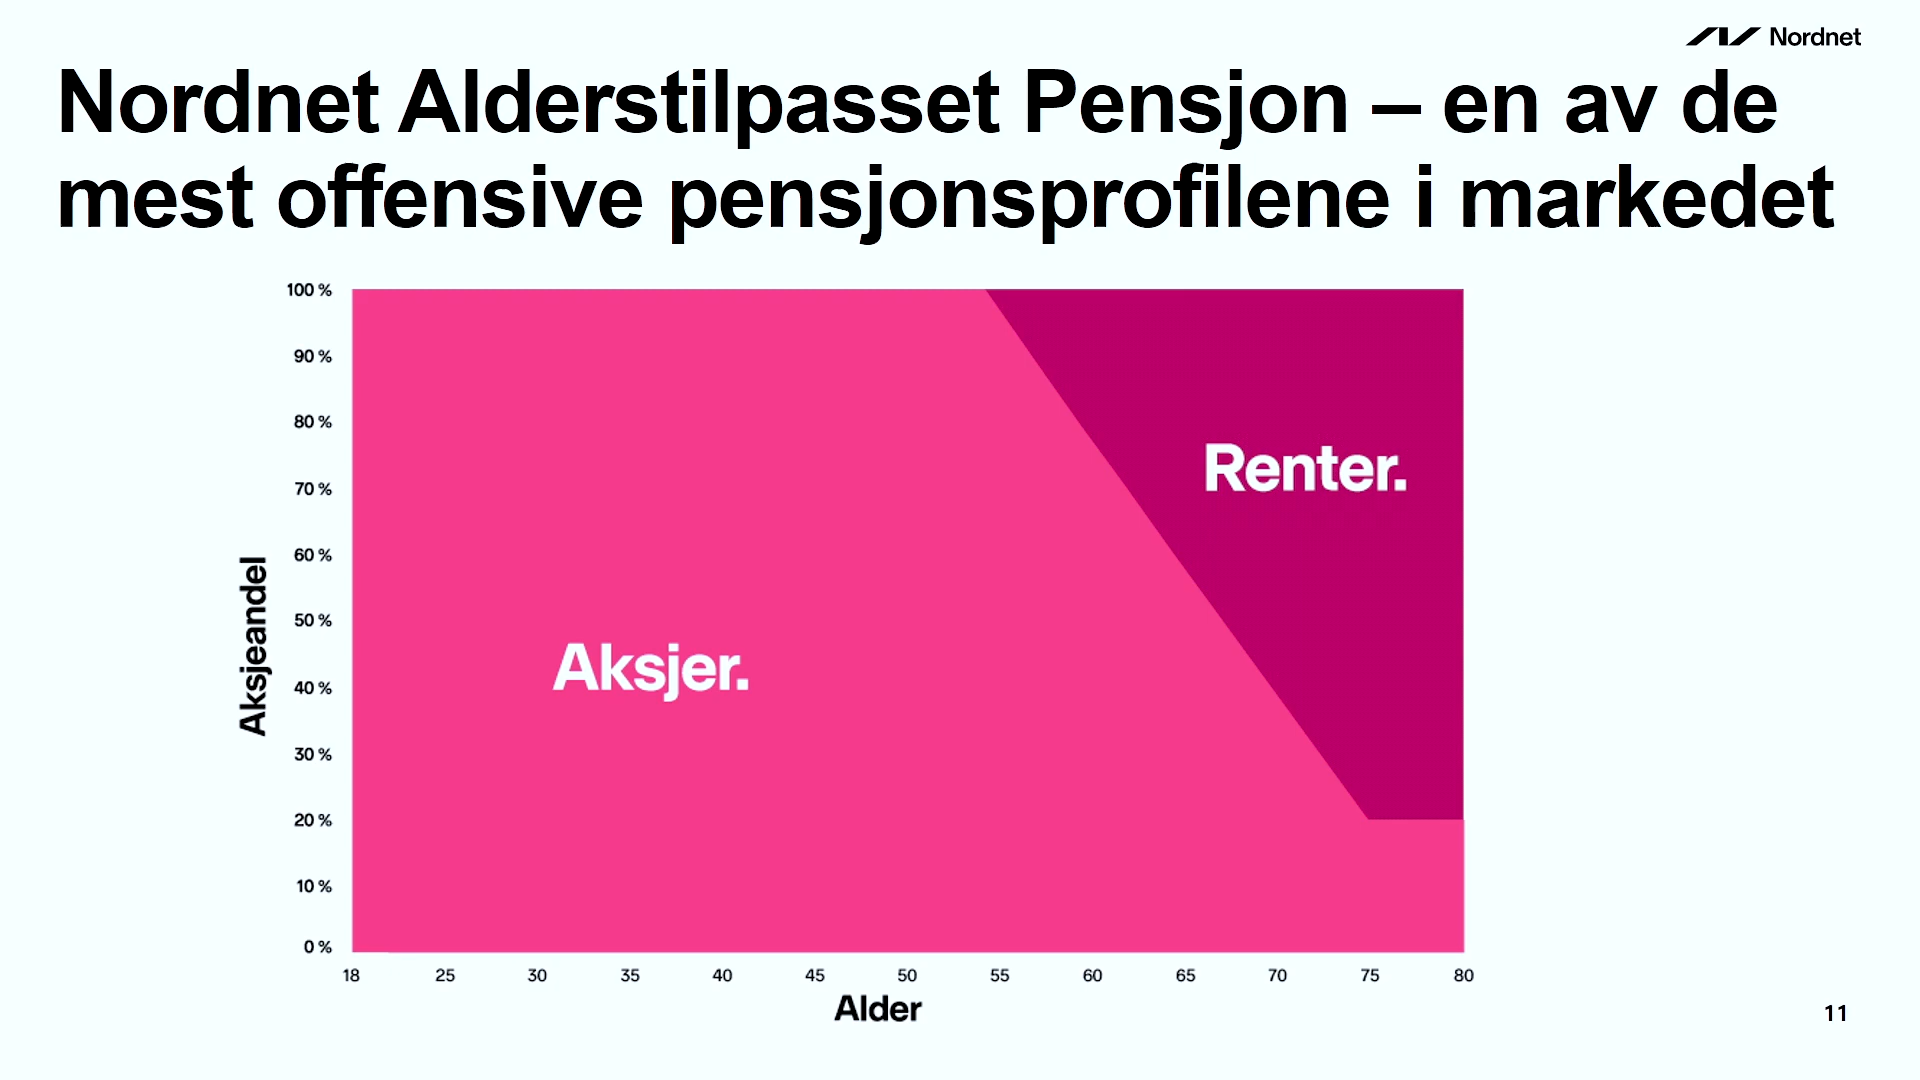 Nordnet
Nordnet Alderstilpasset Pensjon – en av de
mest offensive pensjonsprofilene i markedet
100 %
90 %
80 %
70 %
60 %
50 %
40 %
30 %
20 %
10 %
0 %
Aksjeandel
Renter.
Aksjer.
18 25 30 35 40 45 50 55 60 65 70 75 80
Alder
11